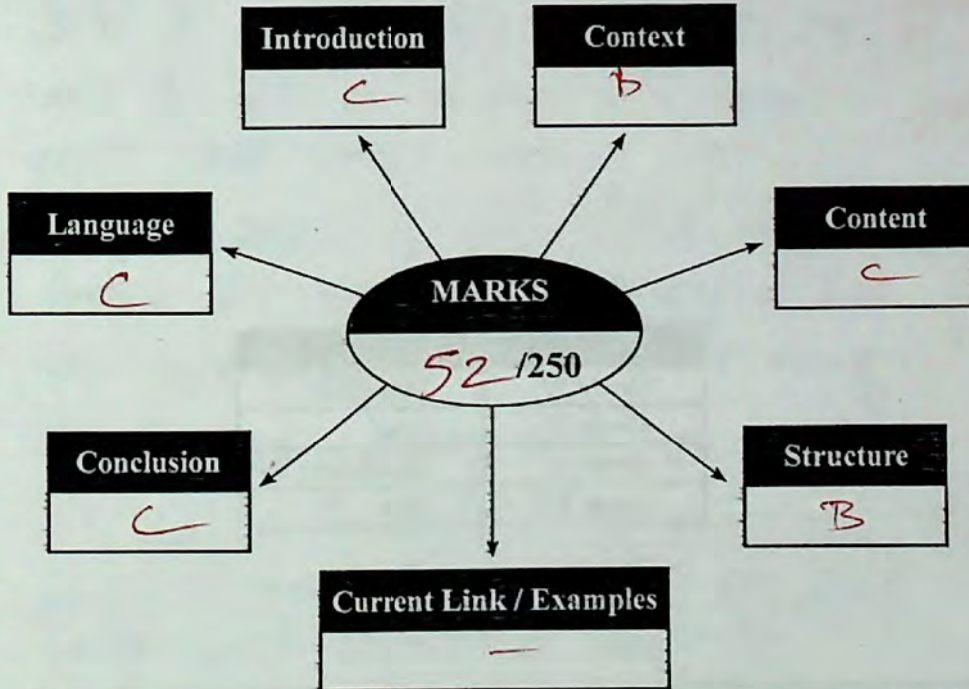 Introduction
C
Context
B
Language
C
Content
C
MARKS
52/250
Conclusion
C
Structure
B
Current Link / Examples
–